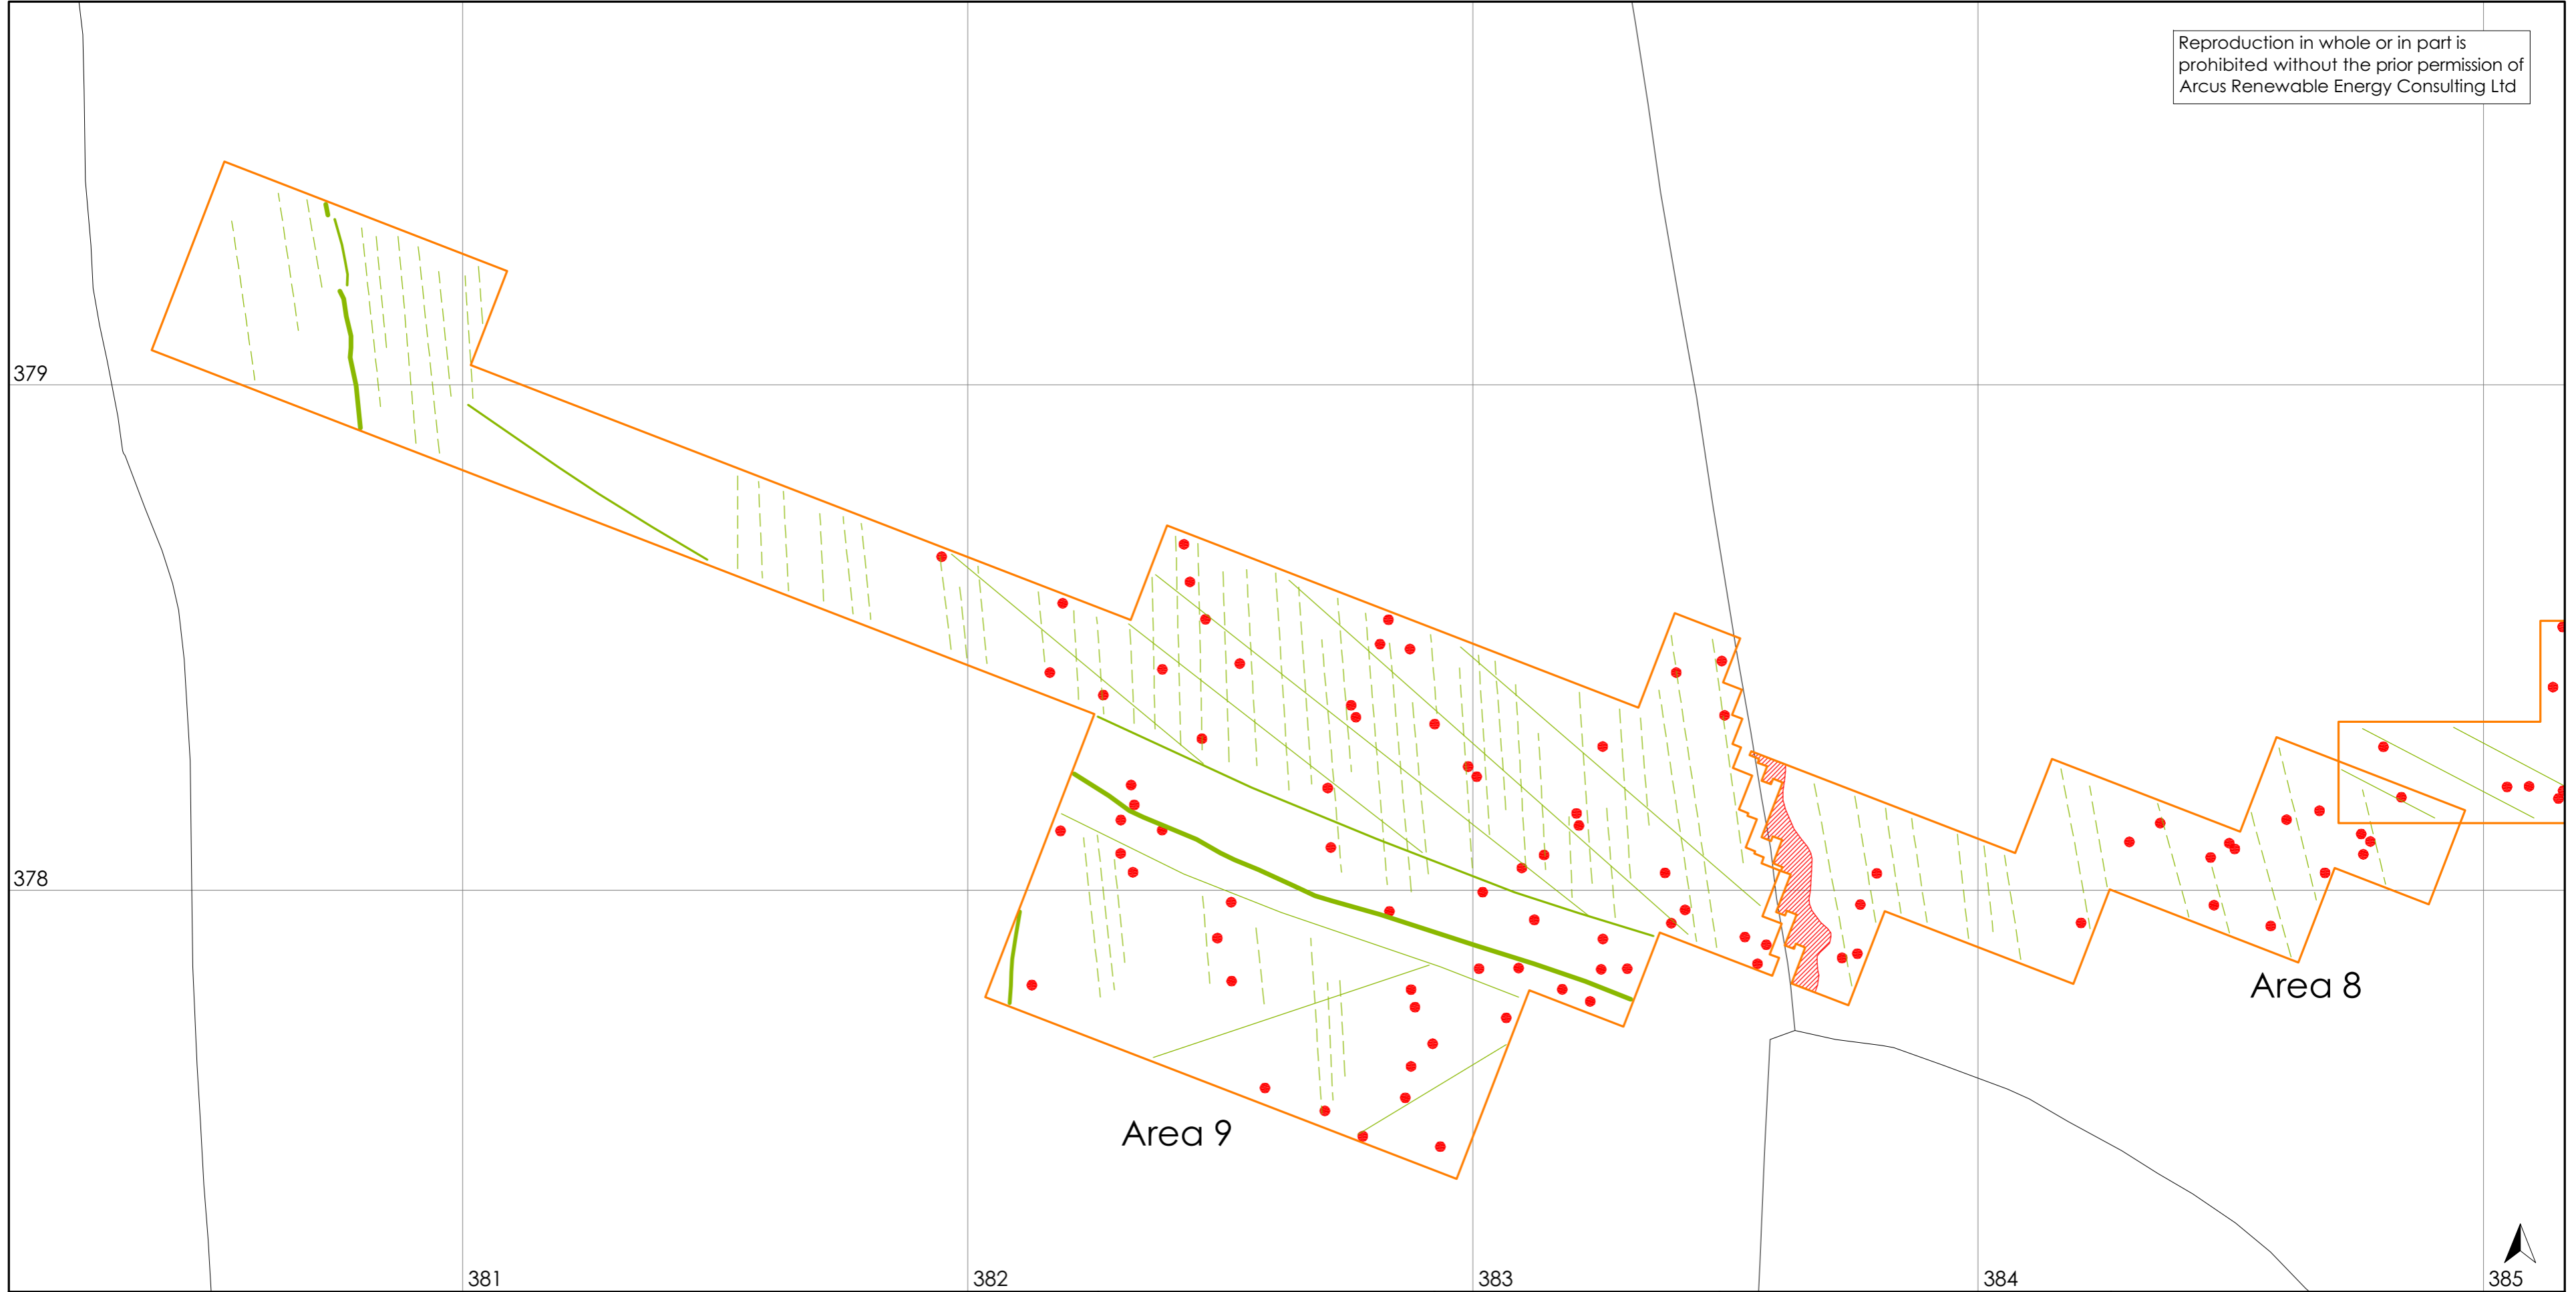 Reproduction in whole or in part is
prohibited without the prior permission of
Arcus Renewable Energy Consulting Ltd
379
378
Area 8
Area 9
381
382
383
384
385